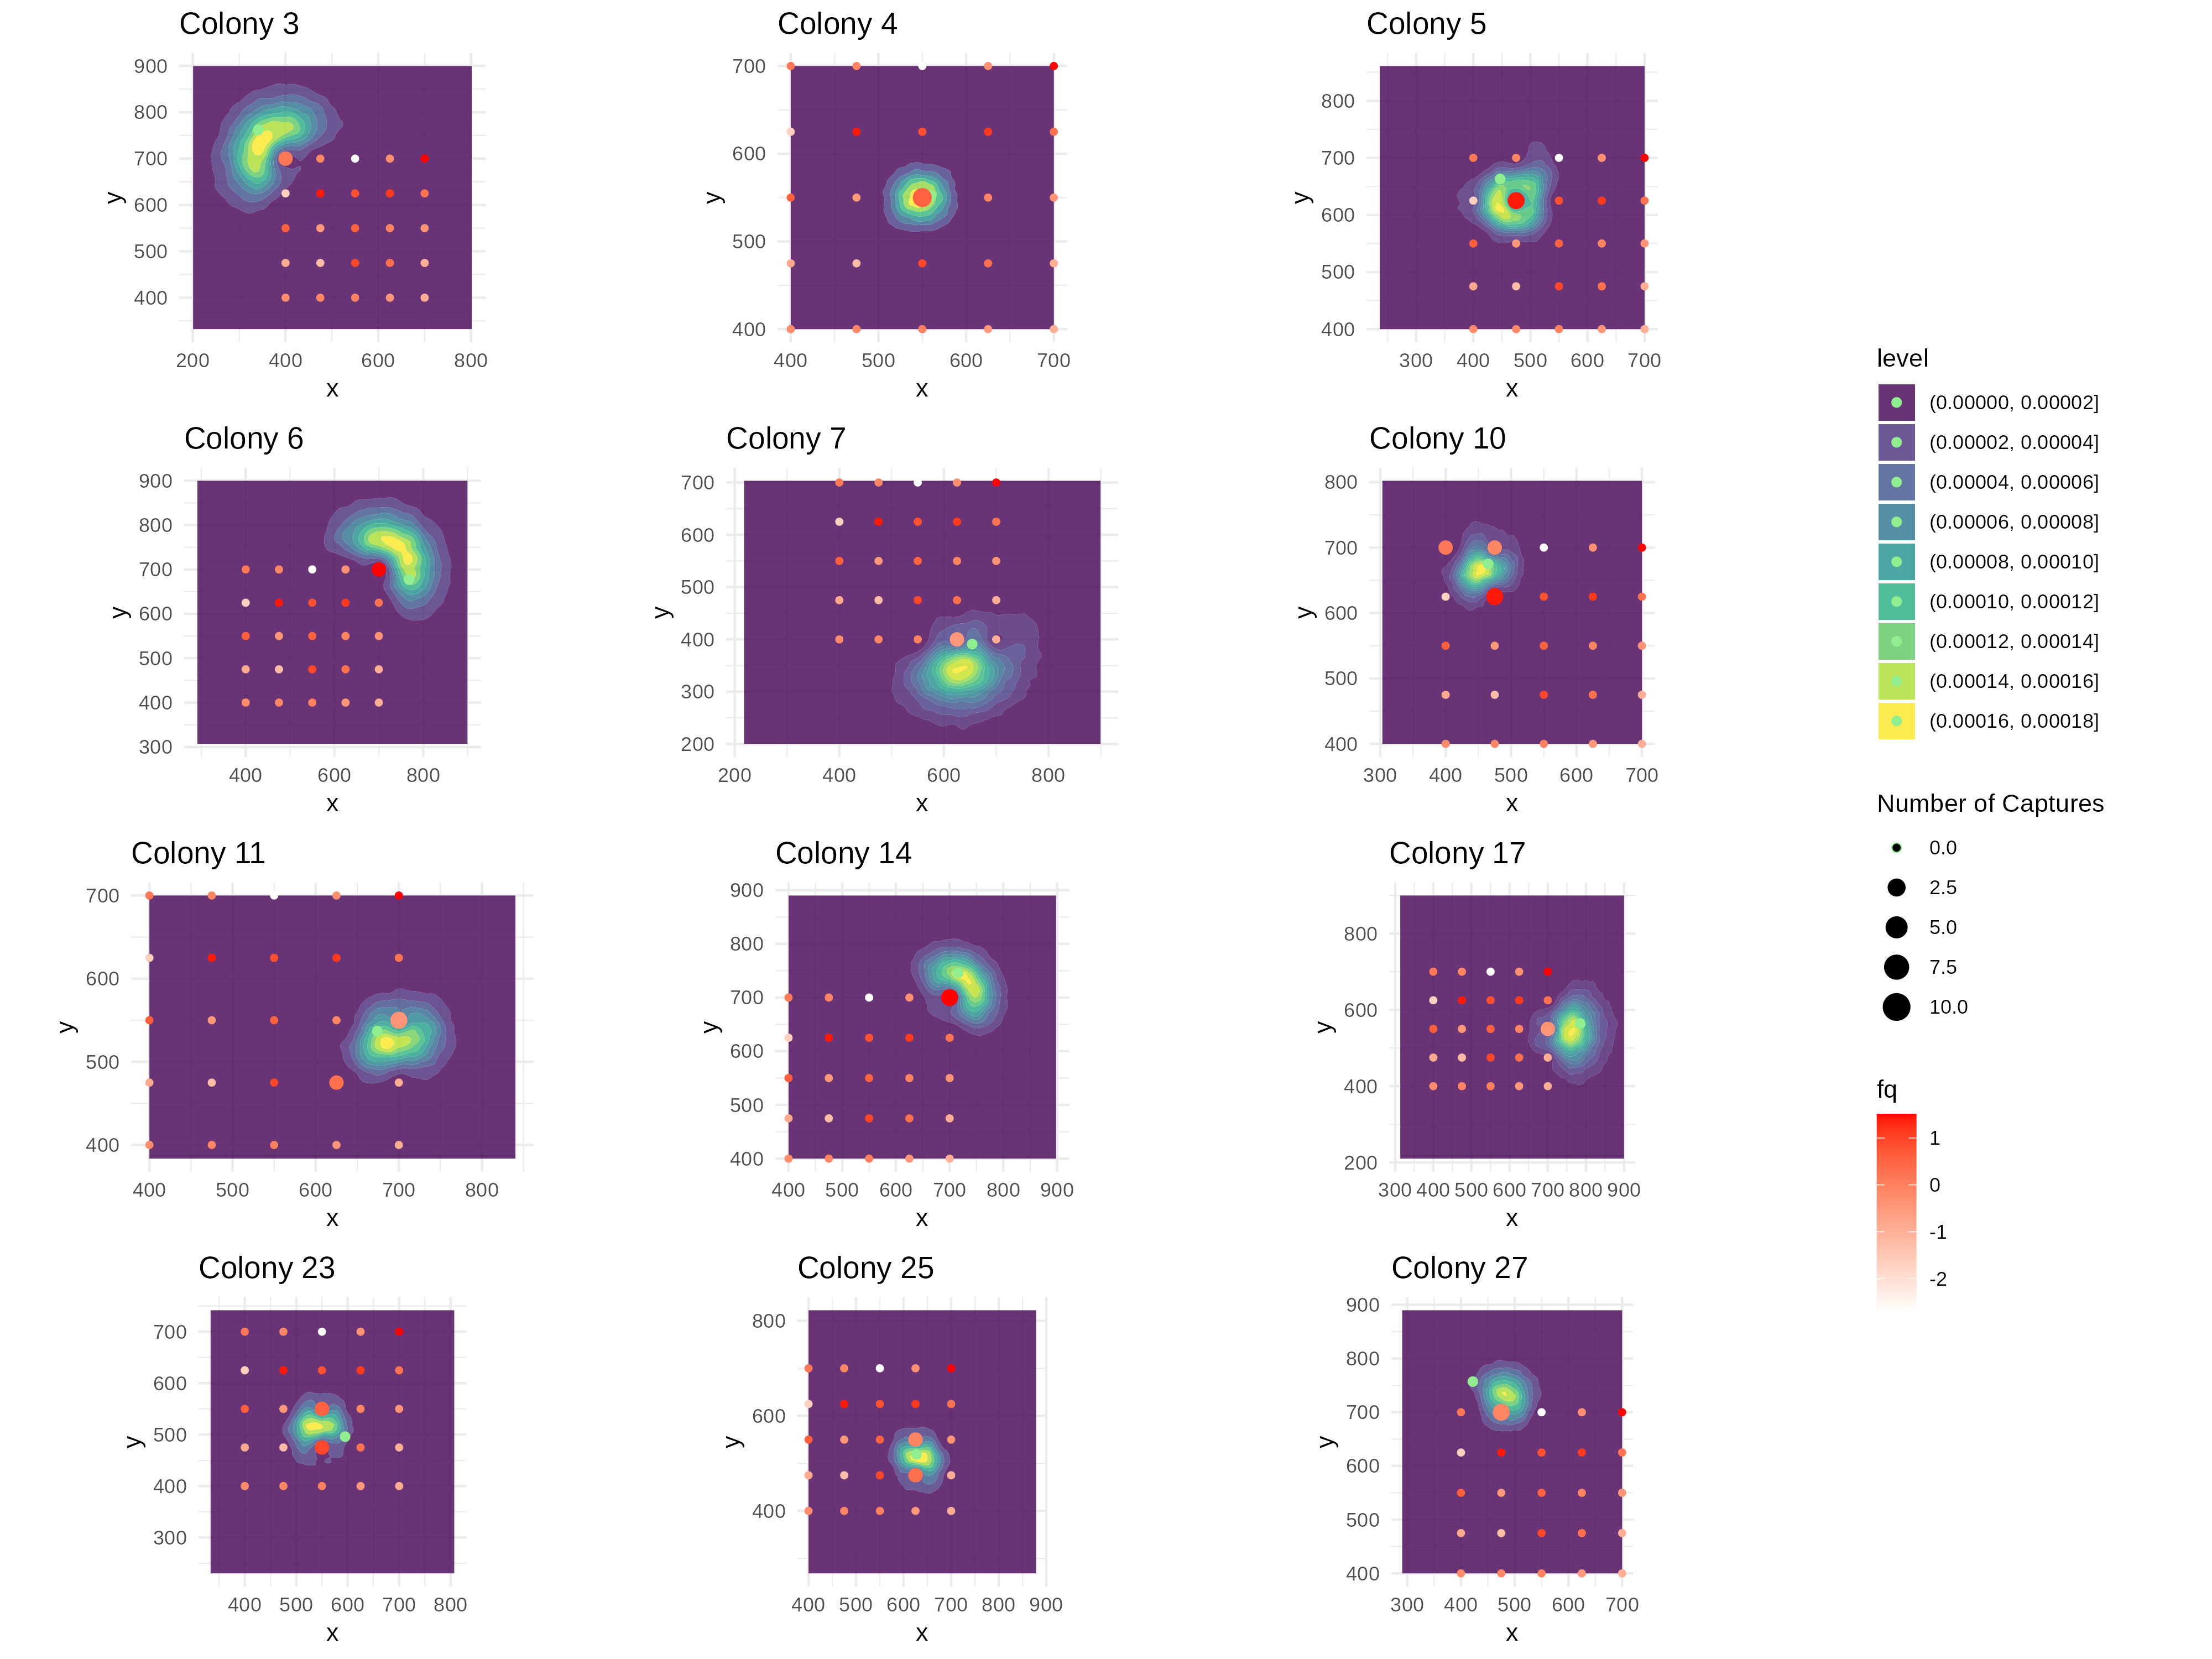 Colony 3
900
800
700
600
500
400
200 400 600 800
x
y
Colony 4
700
600
500
400
400 500 600 700
x
y
Colony 5
800
700
600
500
400
300 400 500 600 700
x
y
Colony 6
900
800
700
600
500
400
300
400 600 800
x
y
Colony 7
700
600
500
400
300
200
200 400 600 800
x
y
Colony 10
800
700
600
500
400
300 400 500 600 700
x
y
Colony 11
700
600
500
400
400 500 600 700 800
x
y
Colony 14
900
800
700
600
500
400
400 500 600 700 800 900
x
y
Colony 17
800
600
400
200
300 400 500 600 700 800 900
x
y
Colony 23
700
600
500
400
300
400 500 600 700 800
x
y
Colony 25
800
600
400
400 500 600 700 800 900
x
y
Colony 27
900
800
700
600
500
400
300 400 500 600 700
x
y
level
(0.00000, 0.00002]
(0.00002, 0.00004]
(0.00004, 0.00006]
(0.00006, 0.00008]
(0.00008, 0.00010]
(0.00010, 0.00012]
(0.00012, 0.00014]
(0.00014, 0.00016]
(0.00016, 0.00018]
Number of Captures
0.0
2.5
5.0
7.5
10.0
fq
1
0
-1
-2